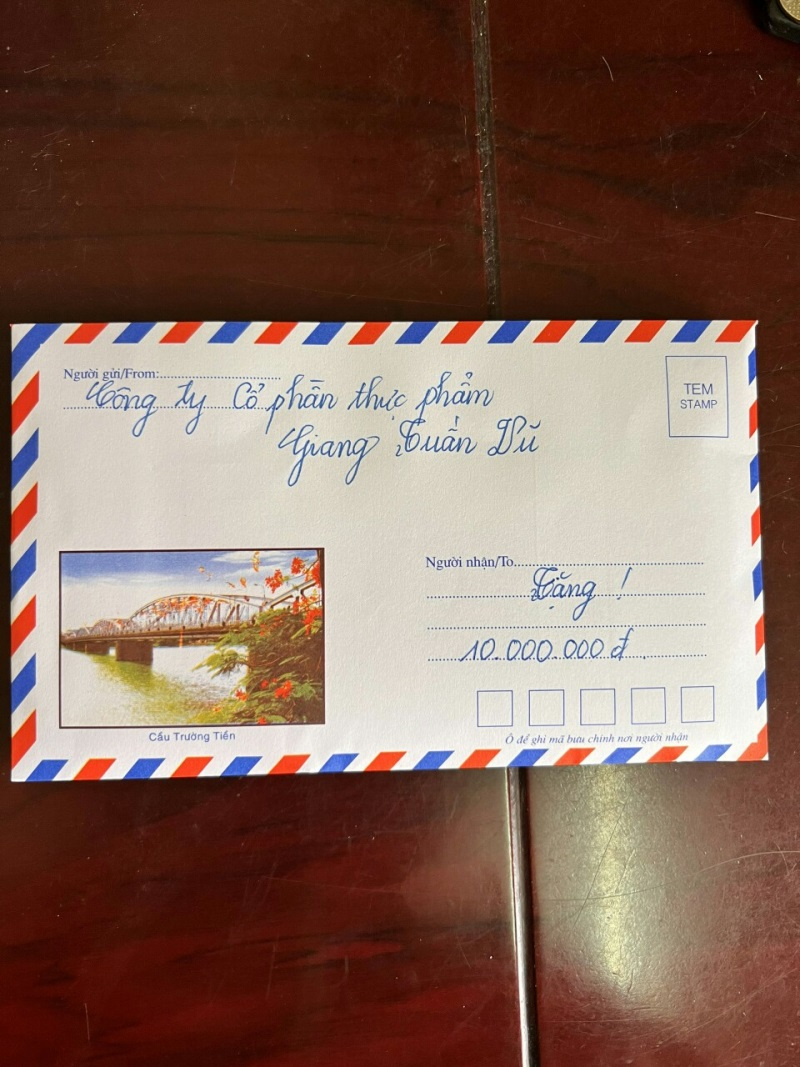 Người gửi/From:
Công ty Cổ phần thực phẩm
Giang Tuấn Vũ
TEM
STAMP
Người nhận/To
Tặng !
10.000.000 đ
Cầu Trường Tiền
Ô để ghi mã bưu chính nơi người nhận